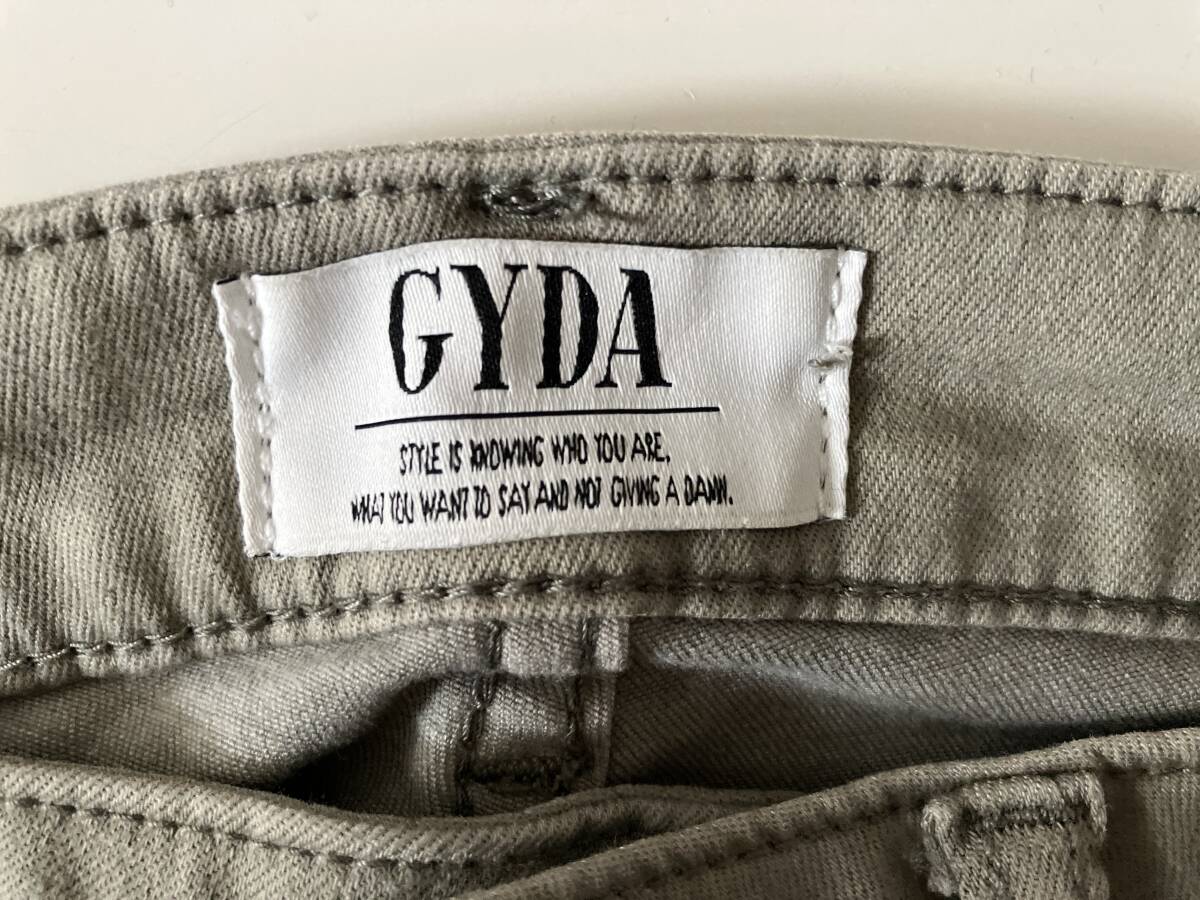 GYDA
STYLE IS KNOWING WHO YOU ARE,
WHAT YOU WANT TO SAY AND NOT GIVING A DAMN.